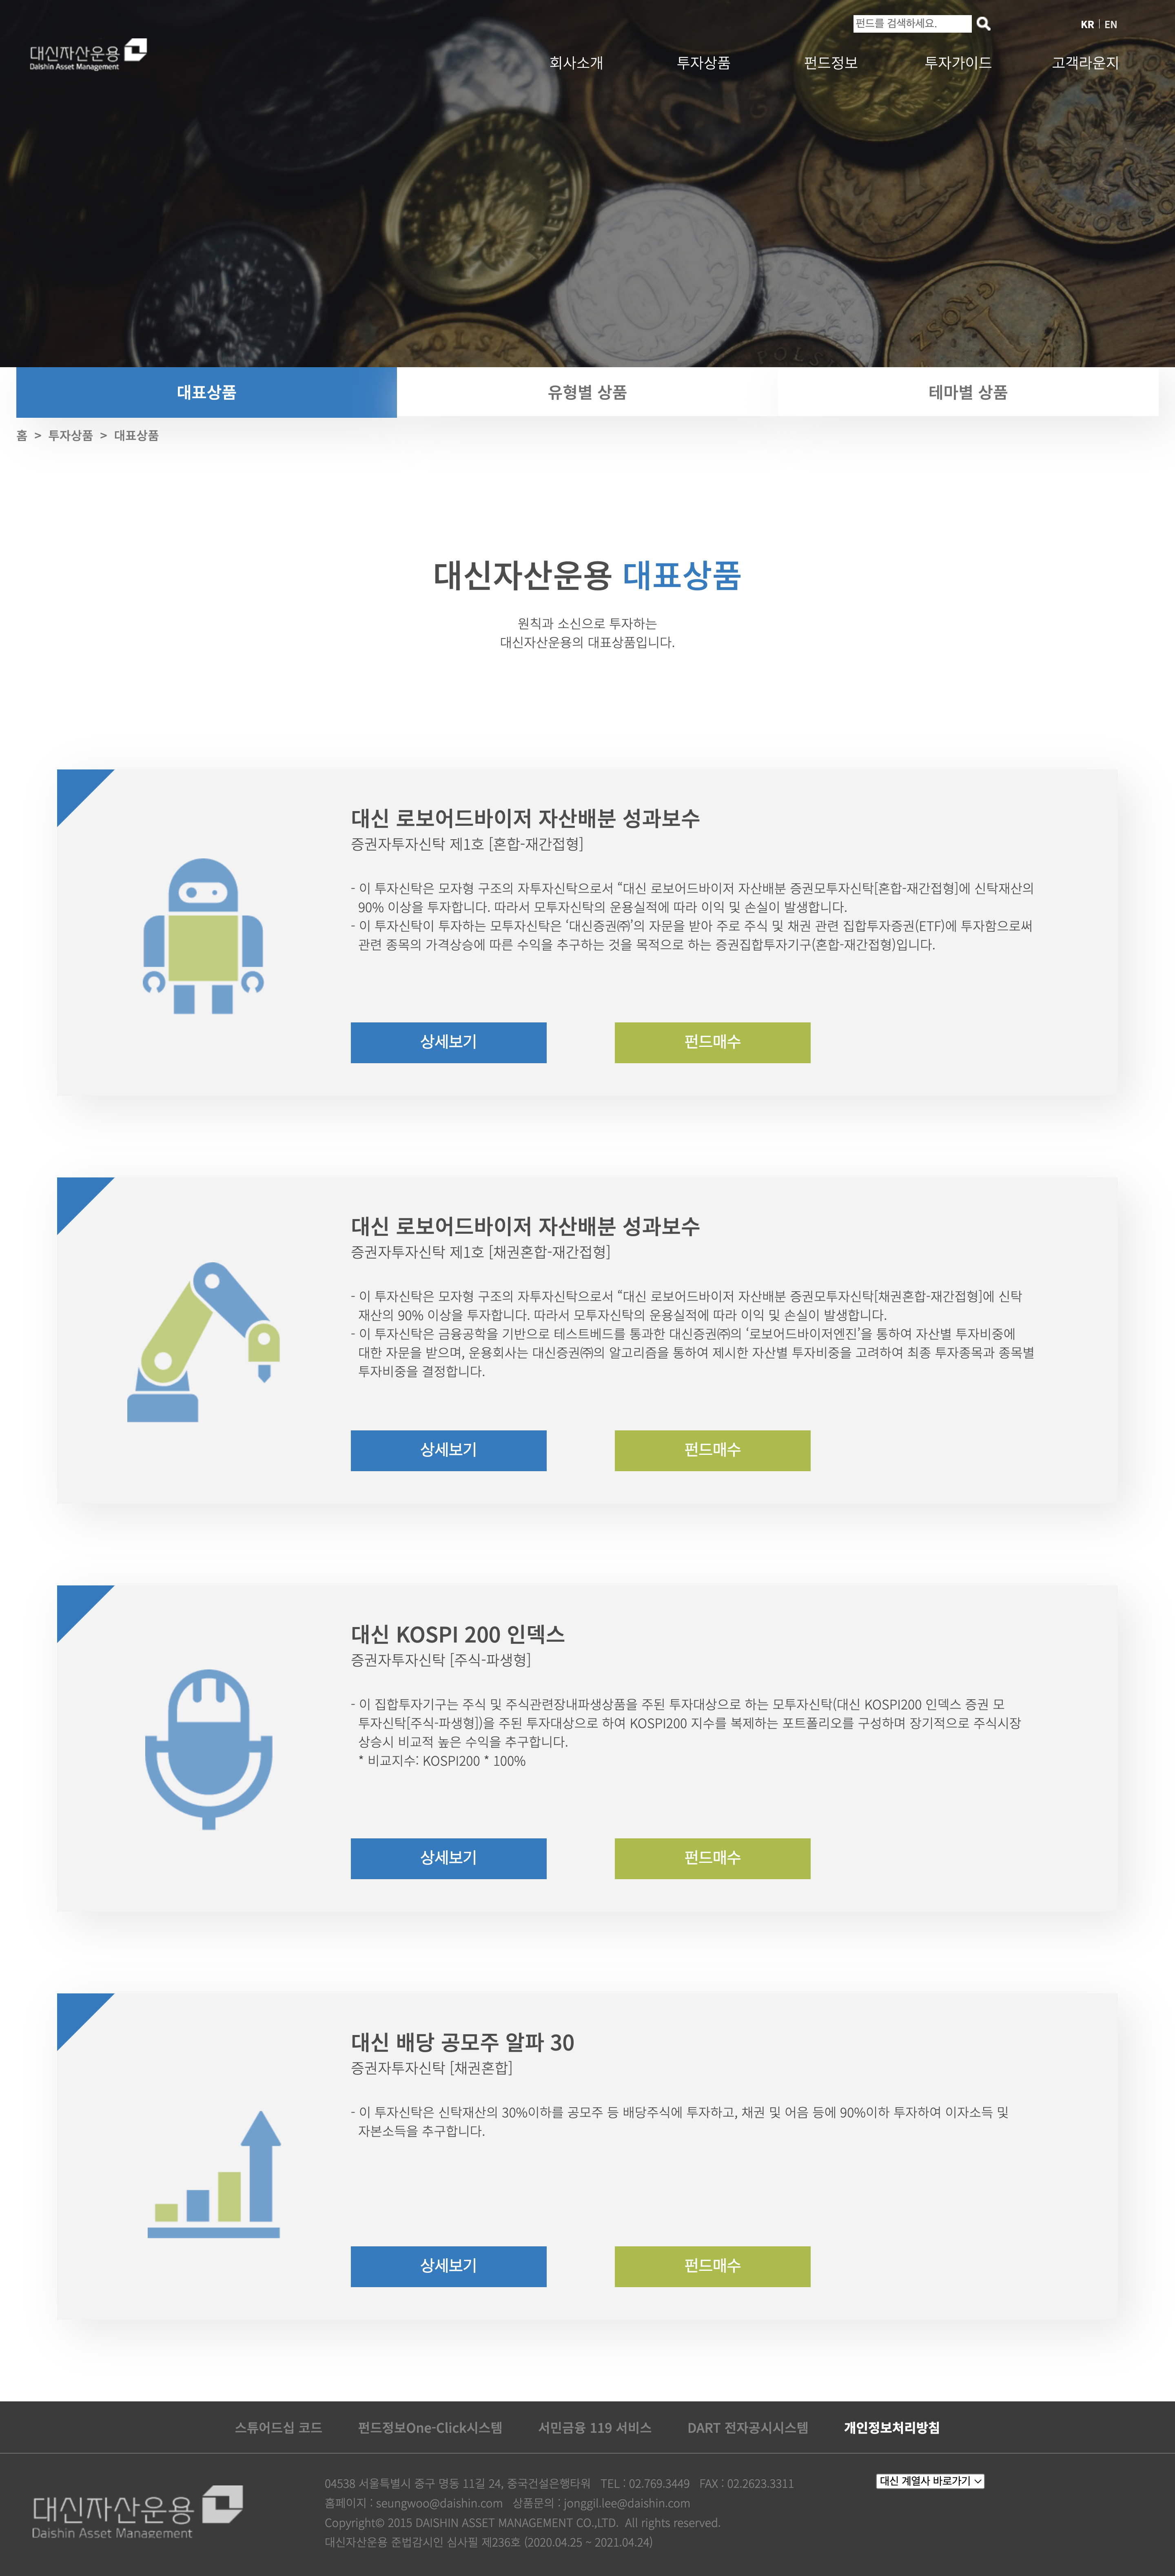 펀드를 검색하세요.
KR | EN
대신자산운용
Daishin Asset Management
회사소개 투자상품 펀드정보 투자가이드 고객라운지
대표상품 유형별 상품 테마별 상품
홈 > 투자상품 > 대표상품
대신자산운용 대표상품
원칙과 소신으로 투자하는
대신자산운용의 대표상품입니다.
대신 로보어드바이저 자산배분 성과보수
증권자투자신탁 제1호 [혼합-재간접형]
- 이 투자신탁은 모자형 구조의 자투자신탁으로서 “대신 로보어드바이저 자산배분 증권모투자신탁[혼합-재간접형]에 신탁재산의
90% 이상을 투자합니다. 따라서 모투자신탁의 운용실적에 따라 이익 및 손실이 발생합니다.
- 이 투자신탁이 투자하는 모투자신탁은 ‘대신증권㈜’의 자문을 받아 주로 주식 및 채권 관련 집합투자증권(ETF)에 투자함으로써
관련 종목의 가격상승에 따른 수익을 추구하는 것을 목적으로 하는 증권집합투자기구(혼합-재간접형)입니다.
상세보기 펀드매수
대신 로보어드바이저 자산배분 성과보수
증권자투자신탁 제1호 [채권혼합-재간접형]
- 이 투자신탁은 모자형 구조의 자투자신탁으로서 “대신 로보어드바이저 자산배분 증권모투자신탁[채권혼합-재간접형]에 신탁
재산의 90% 이상을 투자합니다. 따라서 모투자신탁의 운용실적에 따라 이익 및 손실이 발생합니다.
- 이 투자신탁은 금융공학을 기반으로 테스트베드를 통과한 대신증권㈜의 ‘로보어드바이저엔진’을 통하여 자산별 투자비중에
대한 자문을 받으며, 운용회사는 대신증권㈜의 알고리즘을 통하여 제시한 자산별 투자비중을 고려하여 최종 투자종목과 종목별
투자비중을 결정합니다.
상세보기 펀드매수
대신 KOSPI 200 인덱스
증권자투자신탁 [주식-파생형]
- 이 집합투자기구는 주식 및 주식관련장내파생상품을 주된 투자대상으로 하는 모투자신탁(대신 KOSPI200 인덱스 증권 모
투자신탁[주식-파생형])을 주된 투자대상으로 하여 KOSPI200 지수를 복제하는 포트폴리오를 구성하며 장기적으로 주식시장
상승시 비교적 높은 수익을 추구합니다.
* 비교지수: KOSPI200 * 100%
상세보기 펀드매수
대신 배당 공모주 알파 30
증권자투자신탁 [채권혼합]
- 이 투자신탁은 신탁재산의 30%이하를 공모주 등 배당주식에 투자하고, 채권 및 어음 등에 90%이하 투자하여 이자소득 및
자본소득을 추구합니다.
상세보기 펀드매수
스튜어드십 코드 펀드정보One-Click시스템 서민금융 119 서비스 DART 전자공시시스템 개인정보처리방침
대신자산운용
Daishin Asset Management
04538 서울특별시 중구 명동 11길 24, 중국건설은행타워 TEL : 02.769.3449 FAX : 02.2623.3311
홈페이지 : seungwoo@daishin.com 상품문의 : jonggil.lee@daishin.com
Copyright© 2015 DAISHIN ASSET MANAGEMENT CO.,LTD. All rights reserved.
대신자산운용 준법감시인 심사필 제236호 (2020.04.25 ~ 2021.04.24)
대신 계열사 바로가기